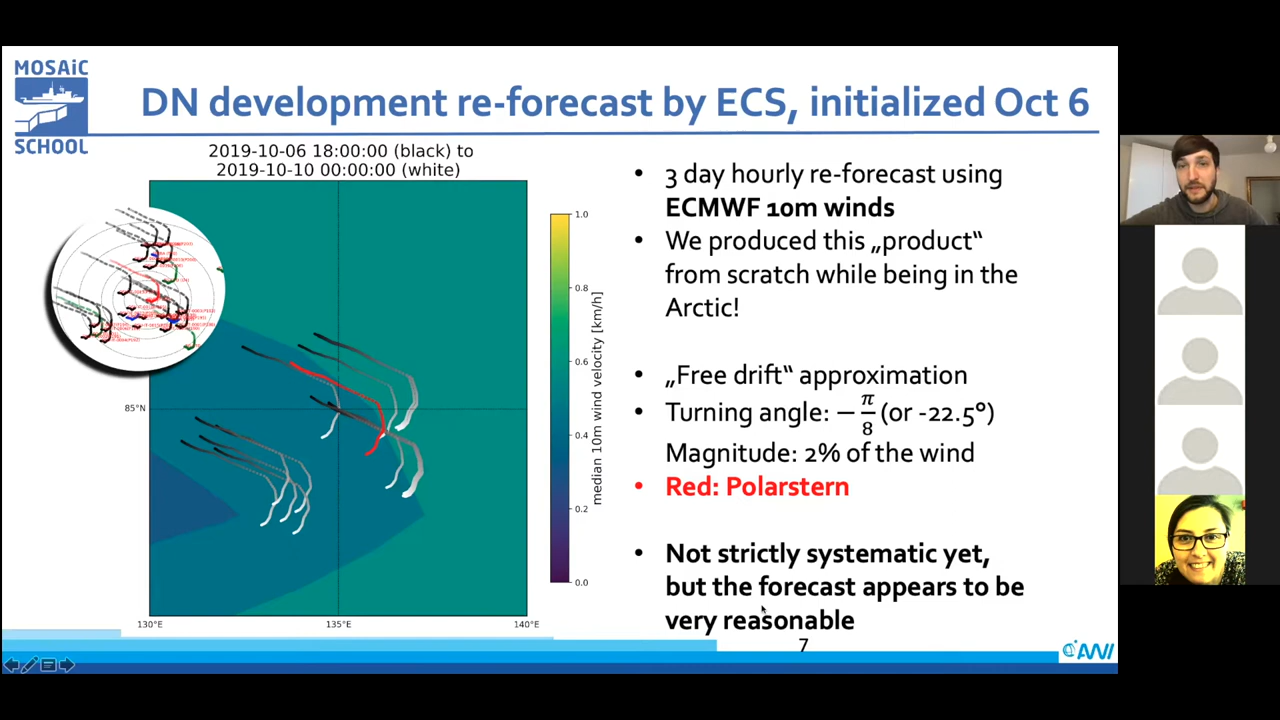 MOSAiC
SCHOOL
DN development re-forecast by ECS, initialized Oct 6
2019-10-06 18:00:00 (black) to
2019-10-10 00:00:00 (white)
85°N
130°E
135°E
140°E
1.0
0.8
0.6
0.4
0.2
0.0
median 10m wind velocity [km/h]
• 3 day hourly re-forecast using
ECMWF 10m winds
• We produced this „product“
from scratch while being in the
Arctic!
• „Free drift“ approximation
• Turning angle: −π/8 (or -22.5°)
Magnitude: 2% of the wind
• Red: Polarstern
• Not strictly systematic yet,
but the forecast appears to be
very reasonable
7
AWI